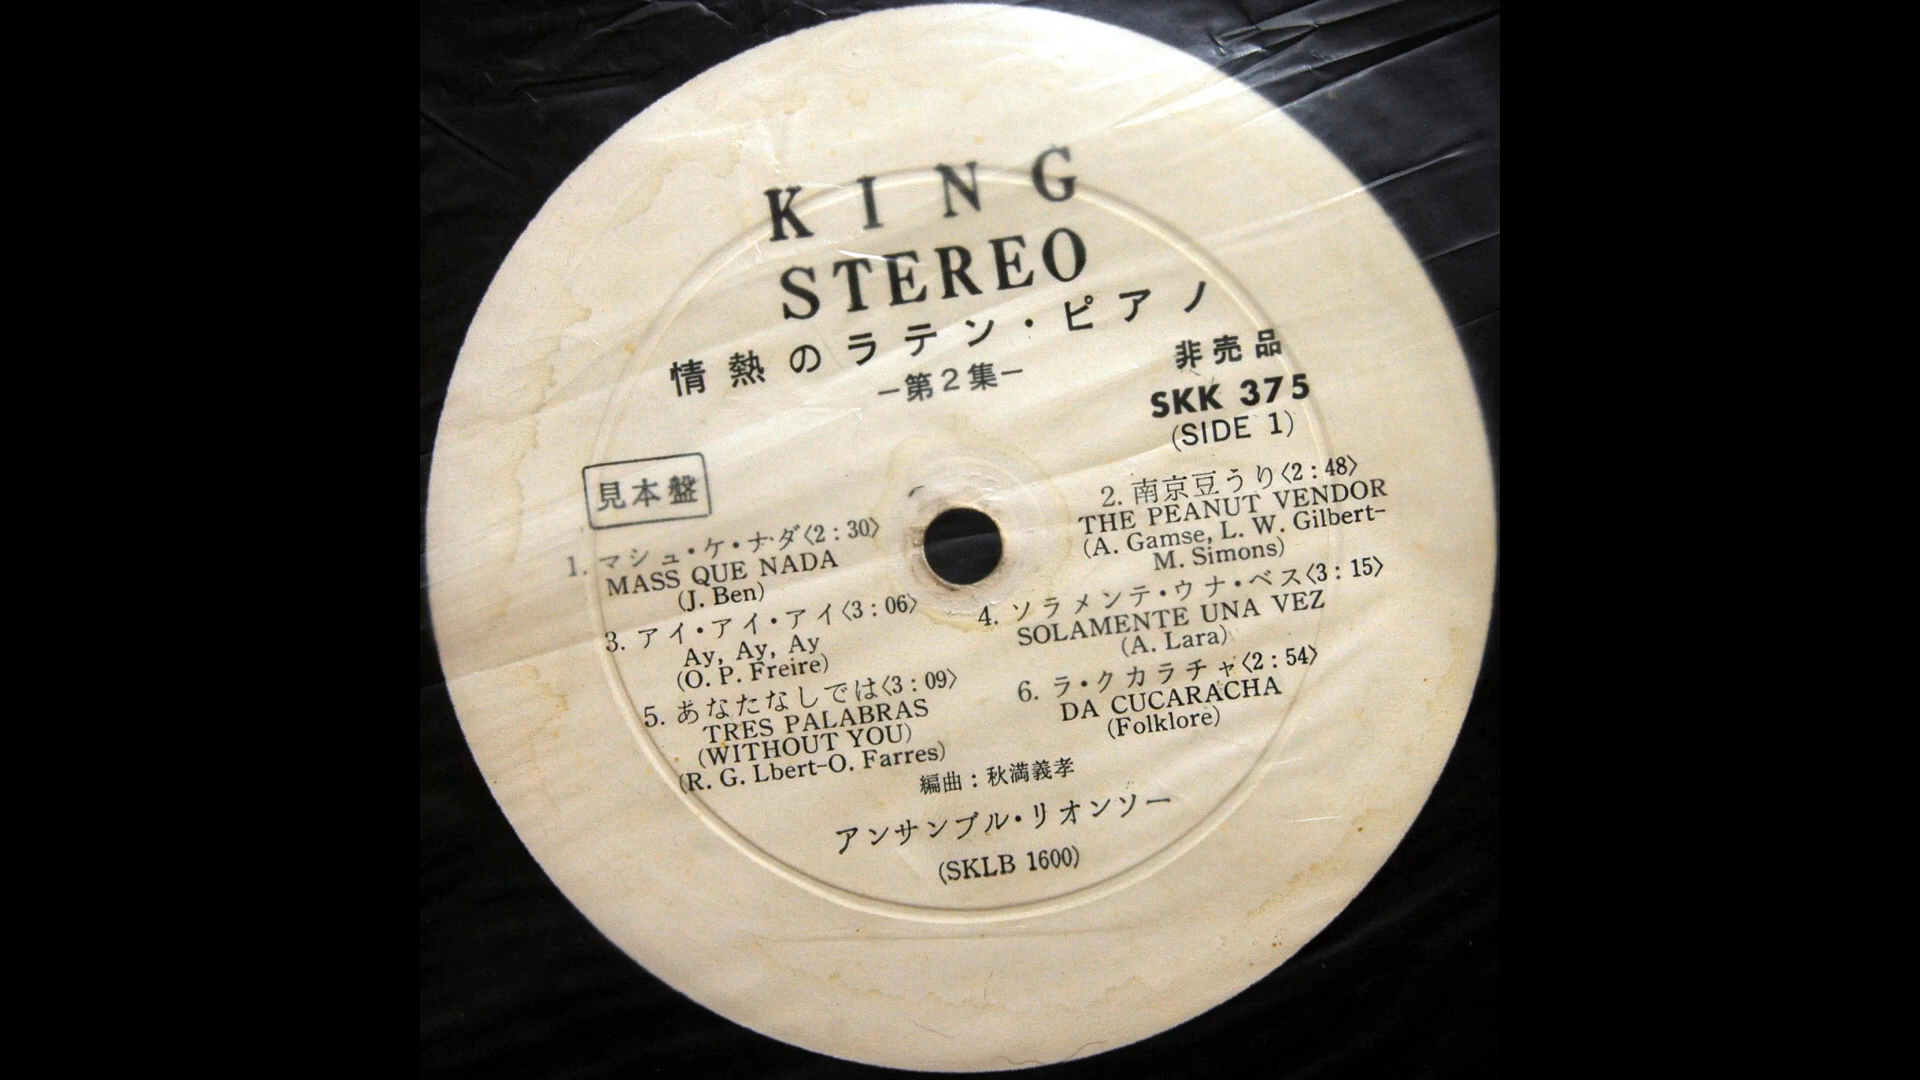 KING
STEREO
情熱のラテン・ピアノ
—第2集—
非売品
SKK 375
(SIDE 1)
見本盤
1. マシュ・ケ・ナダ〈2:30〉
MASS QUE NADA
(J. Ben)
2. 南京豆うり〈2:48〉
THE PEANUT VENDOR
(A. Gamse, L. W. Gilbert-
M. Simons)
3. アイ・アイ・アイ〈3:06〉
Ay, Ay, Ay
(O. P. Freire)
4. ソラメンテ・ウナ・ベス〈3:15〉
SOLAMENTE UNA VEZ
(A. Lara)
5. あなたなしでは〈3:09〉
TRES PALABRAS
(WITHOUT YOU)
(R. G. Lbert-O. Farres)
6. ラ・クカラチャ〈2:54〉
DA CUCARACHA
(Folklore)
編曲：秋満義孝
アンサンブル・リオンソー
(SKLB 1600)